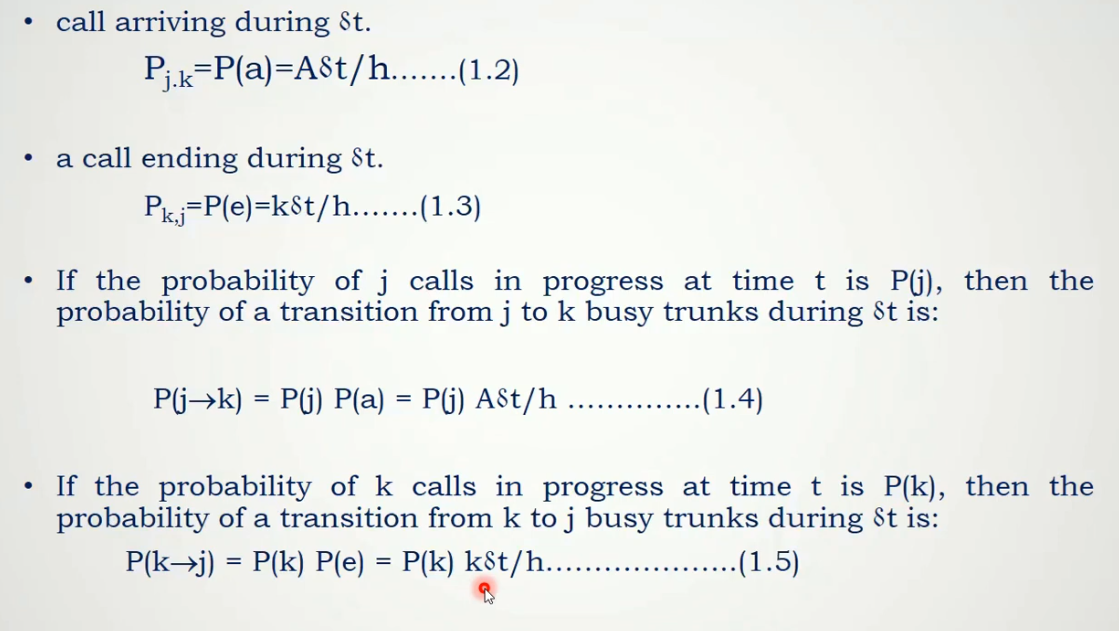 • call arriving during δt.
Pj.k=P(a)=Aδt/h.......(1.2)
• a call ending during δt.
Pk,j=P(e)=kδt/h.......(1.3)
• If the probability of j calls in progress at time t is P(j), then the
probability of a transition from j to k busy trunks during δt is:
P(j→k) = P(j) P(a) = P(j) Aδt/h ..............(1.4)
• If the probability of k calls in progress at time t is P(k), then the
probability of a transition from k to j busy trunks during δt is:
P(k→j) = P(k) P(e) = P(k) kδt/h....................(1.5)